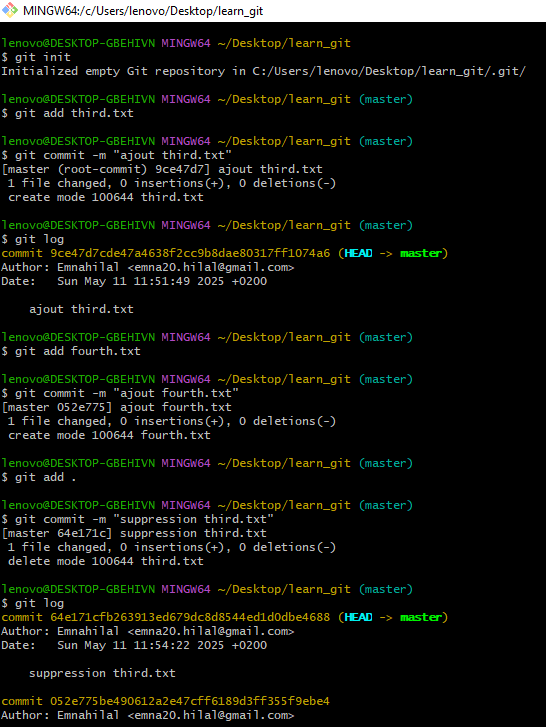 MINGW64:/c/Users/lenovo/Desktop/learn_git
lenovo@DESKTOP-GBEHIVN MINGW64 ~/Desktop/learn_git
$ git init
Initialized empty Git repository in C:/Users/lenovo/Desktop/learn_git/.git/
lenovo@DESKTOP-GBEHIVN MINGW64 ~/Desktop/learn_git (master)
$ git add third.txt
lenovo@DESKTOP-GBEHIVN MINGW64 ~/Desktop/learn_git (master)
$ git commit -m "ajout third.txt"
[master (root-commit) 9ce47d7] ajout third.txt
1 file changed, 0 insertions(+), 0 deletions(-)
create mode 100644 third.txt
lenovo@DESKTOP-GBEHIVN MINGW64 ~/Desktop/learn_git (master)
$ git log
commit 9ce47d7cde47a4638f2cc9b8dae80317ff1074a6 (HEAD -> master)
Author: Emnahilal <emna20.hilal@gmail.com>
Date:   Sun May 11 11:51:49 2025 +0200
ajout third.txt
lenovo@DESKTOP-GBEHIVN MINGW64 ~/Desktop/learn_git (master)
$ git add fourth.txt
lenovo@DESKTOP-GBEHIVN MINGW64 ~/Desktop/learn_git (master)
$ git commit -m "ajout fourth.txt"
[master 052e775] ajout fourth.txt
1 file changed, 0 insertions(+), 0 deletions(-)
create mode 100644 fourth.txt
lenovo@DESKTOP-GBEHIVN MINGW64 ~/Desktop/learn_git (master)
$ git add .
lenovo@DESKTOP-GBEHIVN MINGW64 ~/Desktop/learn_git (master)
$ git commit -m "suppression third.txt"
[master 64e171c] suppression third.txt
1 file changed, 0 insertions(+), 0 deletions(-)
delete mode 100644 third.txt
lenovo@DESKTOP-GBEHIVN MINGW64 ~/Desktop/learn_git (master)
$ git log
commit 64e171cfb263913ed679dc8d8544ed1d0dbe4688 (HEAD -> master)
Author: Emnahilal <emna20.hilal@gmail.com>
Date:   Sun May 11 11:54:22 2025 +0200
suppression third.txt
commit 052e775be490612a2e47cff6189d3ff355f9ebe4
Author: Emnahilal <emna20.hilal@gmail.com>